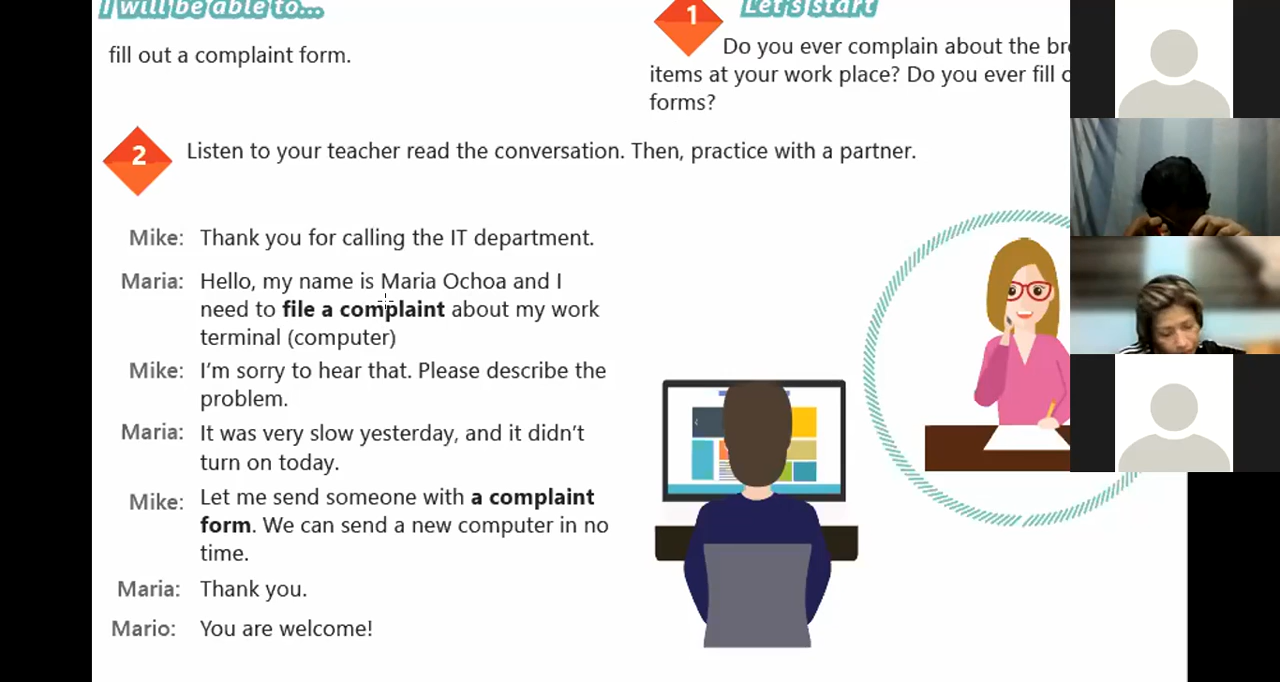 I will be able to...
fill out a complaint form.
1
Let's start
Do you ever complain about the
items at your work place? Do you ever fill
forms?
2
Listen to your teacher read the conversation. Then, practice with a partner.
Mike: Thank you for calling the IT department.
Maria: Hello, my name is Maria Ochoa and I
need to file a complaint about my work
terminal (computer)
Mike: I'm sorry to hear that. Please describe the
problem.
Maria: It was very slow yesterday, and it didn't
turn on today.
Mike: Let me send someone with a complaint
form. We can send a new computer in no
time.
Maria: Thank you.
Mario: You are welcome!